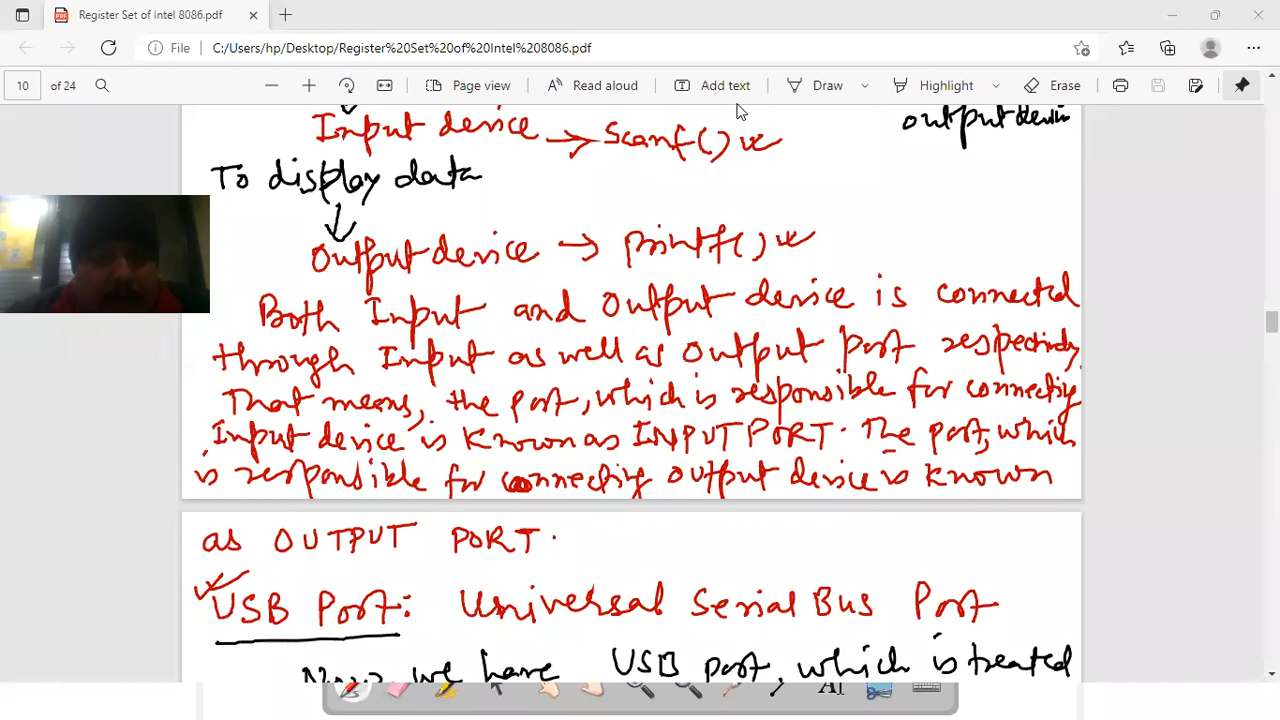 Register Set of Intel 8086.pdf
File C:/Users/hp/Desktop/Register%20Set%20of%20Intel%208086.pdf
10 of 24 Page view Read aloud Add text Draw Highlight Erase
Input device → Scanf()
output device
To display data
Output device → printf()
Both Input and Output device is connected
through Input as well as Output port respectively
That means, the port, which is responsible for connecting
Input device is known as INPUT PORT. The port, which
is responsible for connecting output device is known
as OUTPUT PORT.
USB Port: Universal Serial Bus Port
Now we have USB port, which is treated